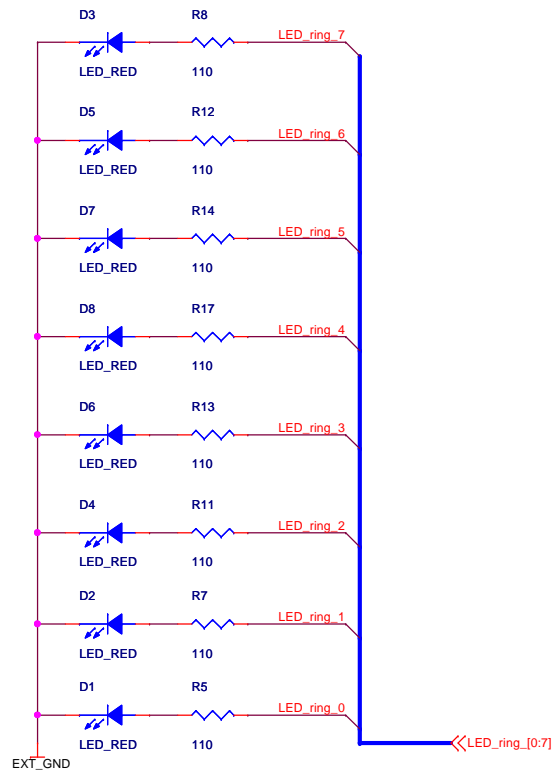 D3 R8
LED_ring_7
LED_RED 110
D5 R12
LED_ring_6
LED_RED 110
D7 R14
LED_ring_5
LED_RED 110
D8 R17
LED_ring_4
LED_RED 110
D6 R13
LED_ring_3
LED_RED 110
D4 R11
LED_ring_2
LED_RED 110
D2 R7
LED_ring_1
LED_RED 110
D1 R5
LED_ring_0
LED_RED 110
LED_ring_[0:7]
EXT_GND